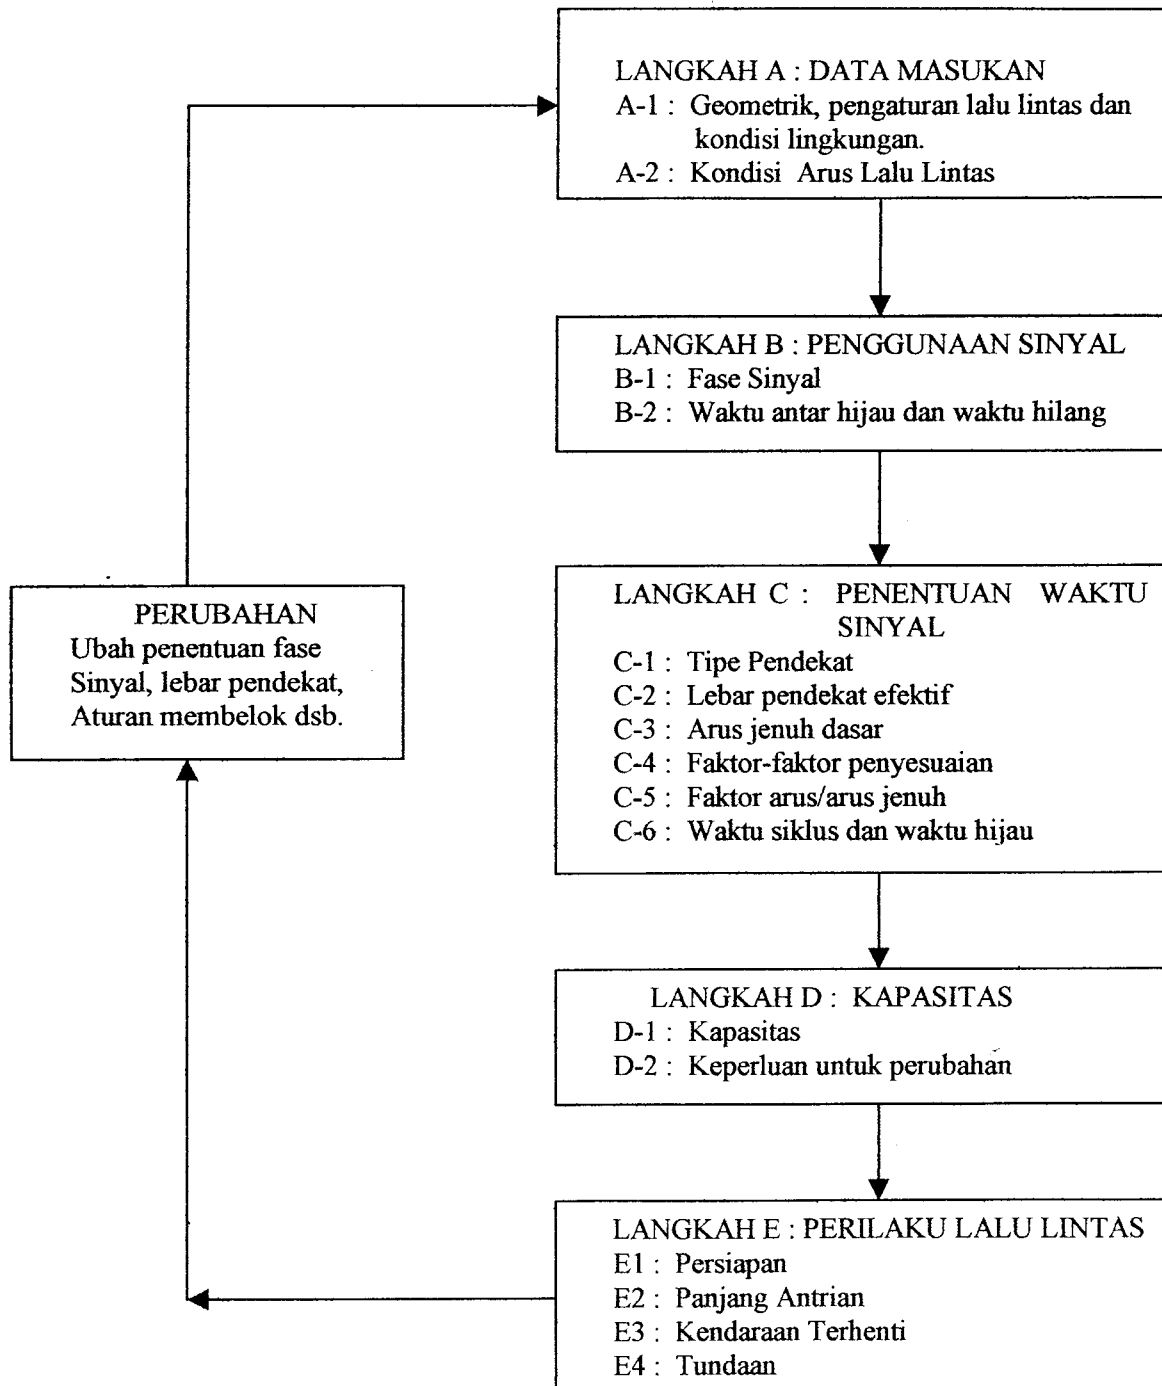 LANGKAH A : DATA MASUKAN
A-1 : Geometrik, pengaturan lalu lintas dan
kondisi lingkungan.
A-2 : Kondisi Arus Lalu Lintas
LANGKAH B : PENGGUNAAN SINYAL
B-1 : Fase Sinyal
B-2 : Waktu antar hijau dan waktu hilang
PERUBAHAN
Ubah penentuan fase
Sinyal, lebar pendekat,
Aturan membelok dsb.
LANGKAH C : PENENTUAN WAKTU
SINYAL
C-1 : Tipe Pendekat
C-2 : Lebar pendekat efektif
C-3 : Arus jenuh dasar
C-4 : Faktor-faktor penyesuaian
C-5 : Faktor arus/arus jenuh
C-6 : Waktu siklus dan waktu hijau
LANGKAH D : KAPASITAS
D-1 : Kapasitas
D-2 : Keperluan untuk perubahan
LANGKAH E : PERILAKU LALU LINTAS
E1 : Persiapan
E2 : Panjang Antrian
E3 : Kendaraan Terhenti
E4 : Tundaan